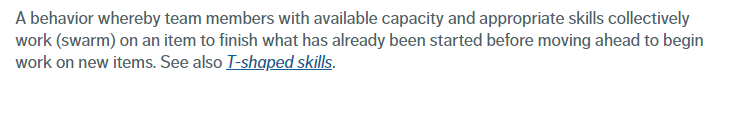 A behavior whereby team members with available capacity and appropriate skills collectively
work (swarm) on an item to finish what has already been started before moving ahead to begin
work on new items. See also T-shaped skills.